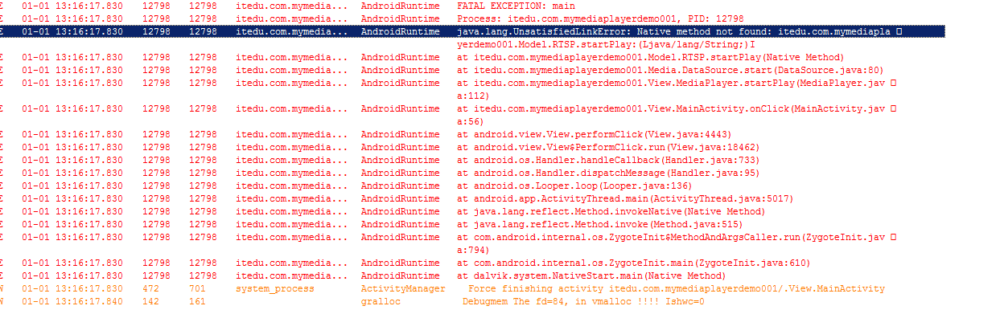 E 01-01 13:16:17.830 12798 12798 itedu.com.mymedia... AndroidRuntime FATAL EXCEPTION: main
E 01-01 13:16:17.830 12798 12798 itedu.com.mymedia... AndroidRuntime Process: itedu.com.mymediaplayerdemo001, PID: 12798
E 01-01 13:16:17.830 12798 12798 itedu.com.mymedia... AndroidRuntime java.lang.UnsatisfiedLinkError: Native method not found: itedu.com.mymediapla
yerdemo001.Model.RTSP.startPlay:(Ljava/lang/String;)I
E 01-01 13:16:17.830 12798 12798 itedu.com.mymedia... AndroidRuntime at itedu.com.mymediaplayerdemo001.Model.RTSP.startPlay(Native Method)
E 01-01 13:16:17.830 12798 12798 itedu.com.mymedia... AndroidRuntime at itedu.com.mymediaplayerdemo001.Media.DataSource.start(DataSource.java:80)
E 01-01 13:16:17.830 12798 12798 itedu.com.mymedia... AndroidRuntime at itedu.com.mymediaplayerdemo001.View.MediaPlayer.startPlay(MediaPlayer.jav
a:112)
E 01-01 13:16:17.830 12798 12798 itedu.com.mymedia... AndroidRuntime at itedu.com.mymediaplayerdemo001.View.MainActivity.onClick(MainActivity.jav
a:56)
E 01-01 13:16:17.830 12798 12798 itedu.com.mymedia... AndroidRuntime at android.view.View.performClick(View.java:4443)
E 01-01 13:16:17.830 12798 12798 itedu.com.mymedia... AndroidRuntime at android.view.View$PerformClick.run(View.java:18462)
E 01-01 13:16:17.830 12798 12798 itedu.com.mymedia... AndroidRuntime at android.os.Handler.handleCallback(Handler.java:733)
E 01-01 13:16:17.830 12798 12798 itedu.com.mymedia... AndroidRuntime at android.os.Handler.dispatchMessage(Handler.java:95)
E 01-01 13:16:17.830 12798 12798 itedu.com.mymedia... AndroidRuntime at android.os.Looper.loop(Looper.java:136)
E 01-01 13:16:17.830 12798 12798 itedu.com.mymedia... AndroidRuntime at android.app.ActivityThread.main(ActivityThread.java:5017)
E 01-01 13:16:17.830 12798 12798 itedu.com.mymedia... AndroidRuntime at java.lang.reflect.Method.invokeNative(Native Method)
E 01-01 13:16:17.830 12798 12798 itedu.com.mymedia... AndroidRuntime at java.lang.reflect.Method.invoke(Method.java:515)
E 01-01 13:16:17.830 12798 12798 itedu.com.mymedia... AndroidRuntime at com.android.internal.os.ZygoteInit$MethodAndArgsCaller.run(ZygoteInit.jav
a:794)
E 01-01 13:16:17.830 12798 12798 itedu.com.mymedia... AndroidRuntime at com.android.internal.os.ZygoteInit.main(ZygoteInit.java:610)
E 01-01 13:16:17.830 12798 12798 itedu.com.mymedia... AndroidRuntime at dalvik.system.NativeStart.main(Native Method)
W 01-01 13:16:17.830 472 701 system_process ActivityManager Force finishing activity itedu.com.mymediaplayerdemo001/.View.MainActivity
W 01-01 13:16:17.840 142 161 gralloc Debugmem The fd=84, in vmalloc !!!! Ishwc=0